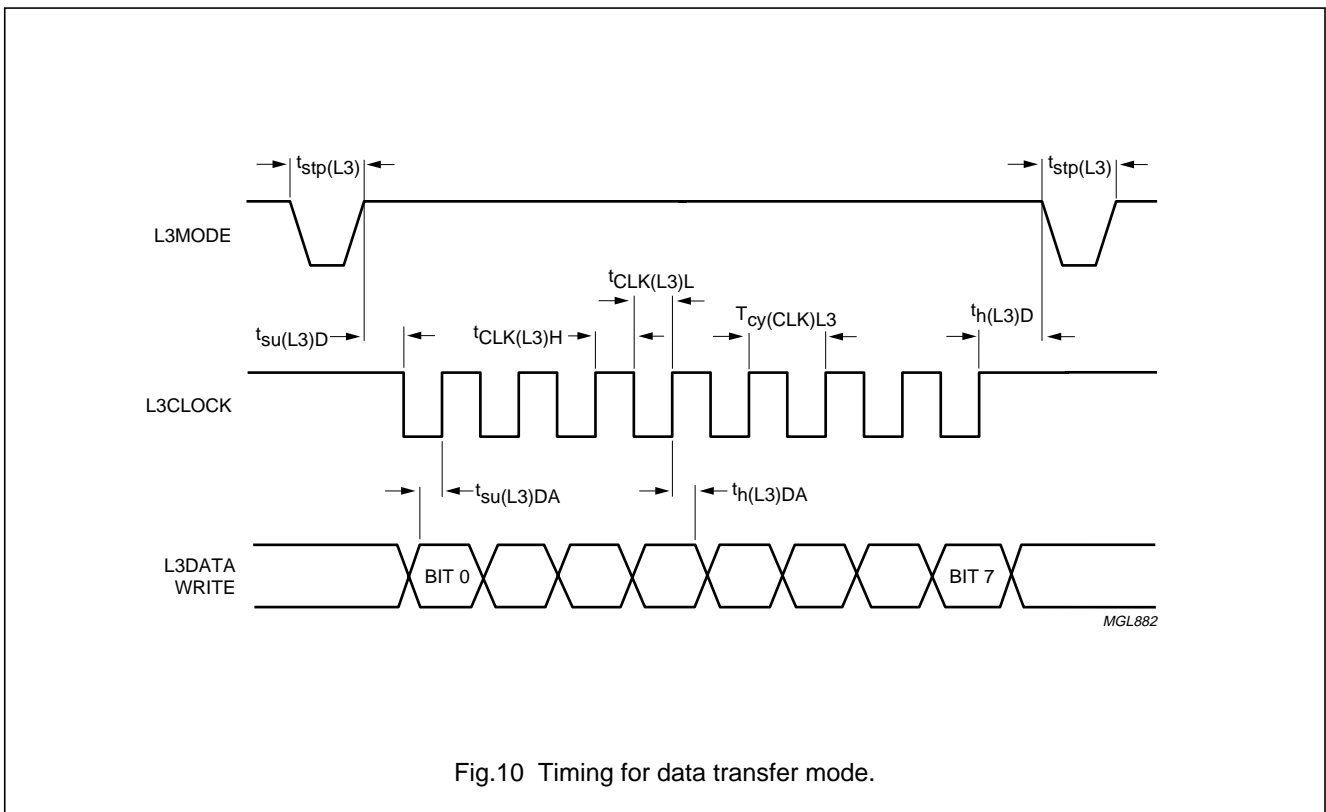 tstp(L3) tstp(L3)
L3MODE
tCLK(L3)L
tsu(L3)D tCLK(L3)H Tcy(CLK)L3 th(L3)D
L3CLOCK
tsu(L3)DA th(L3)DA
L3DATA
WRITE
BIT 0 BIT 7
MGL882
Fig.10 Timing for data transfer mode.